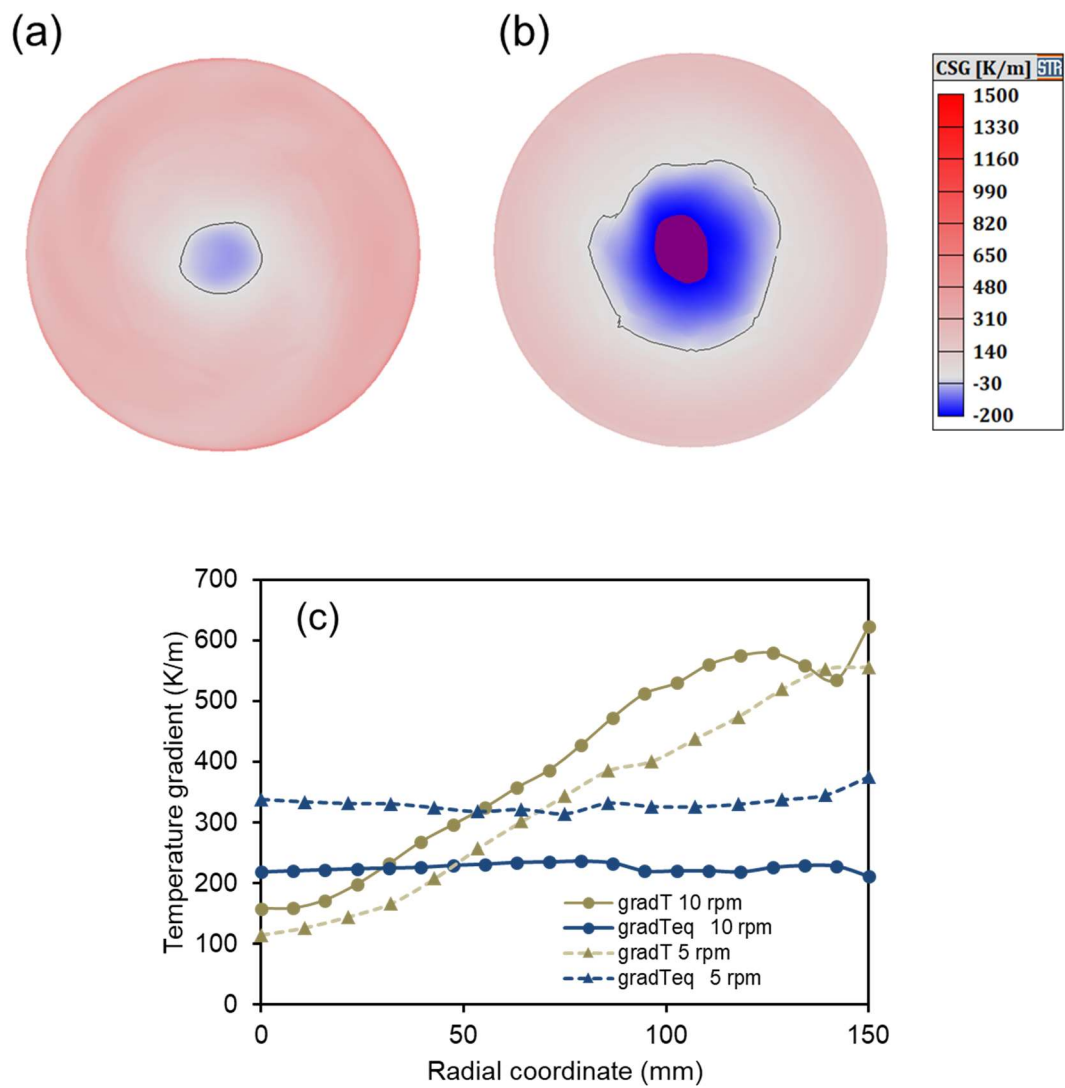 (a)
(b)
CSG [K/m] STR
1500
1330
1160
990
820
650
480
310
140
-30
-200
(c)
Temperature gradient (K/m)
700
600
500
400
300
200
100
0
gradT 10 rpm
gradTeq 10 rpm
gradT 5 rpm
gradTeq 5 rpm
0 50 100 150
Radial coordinate (mm)